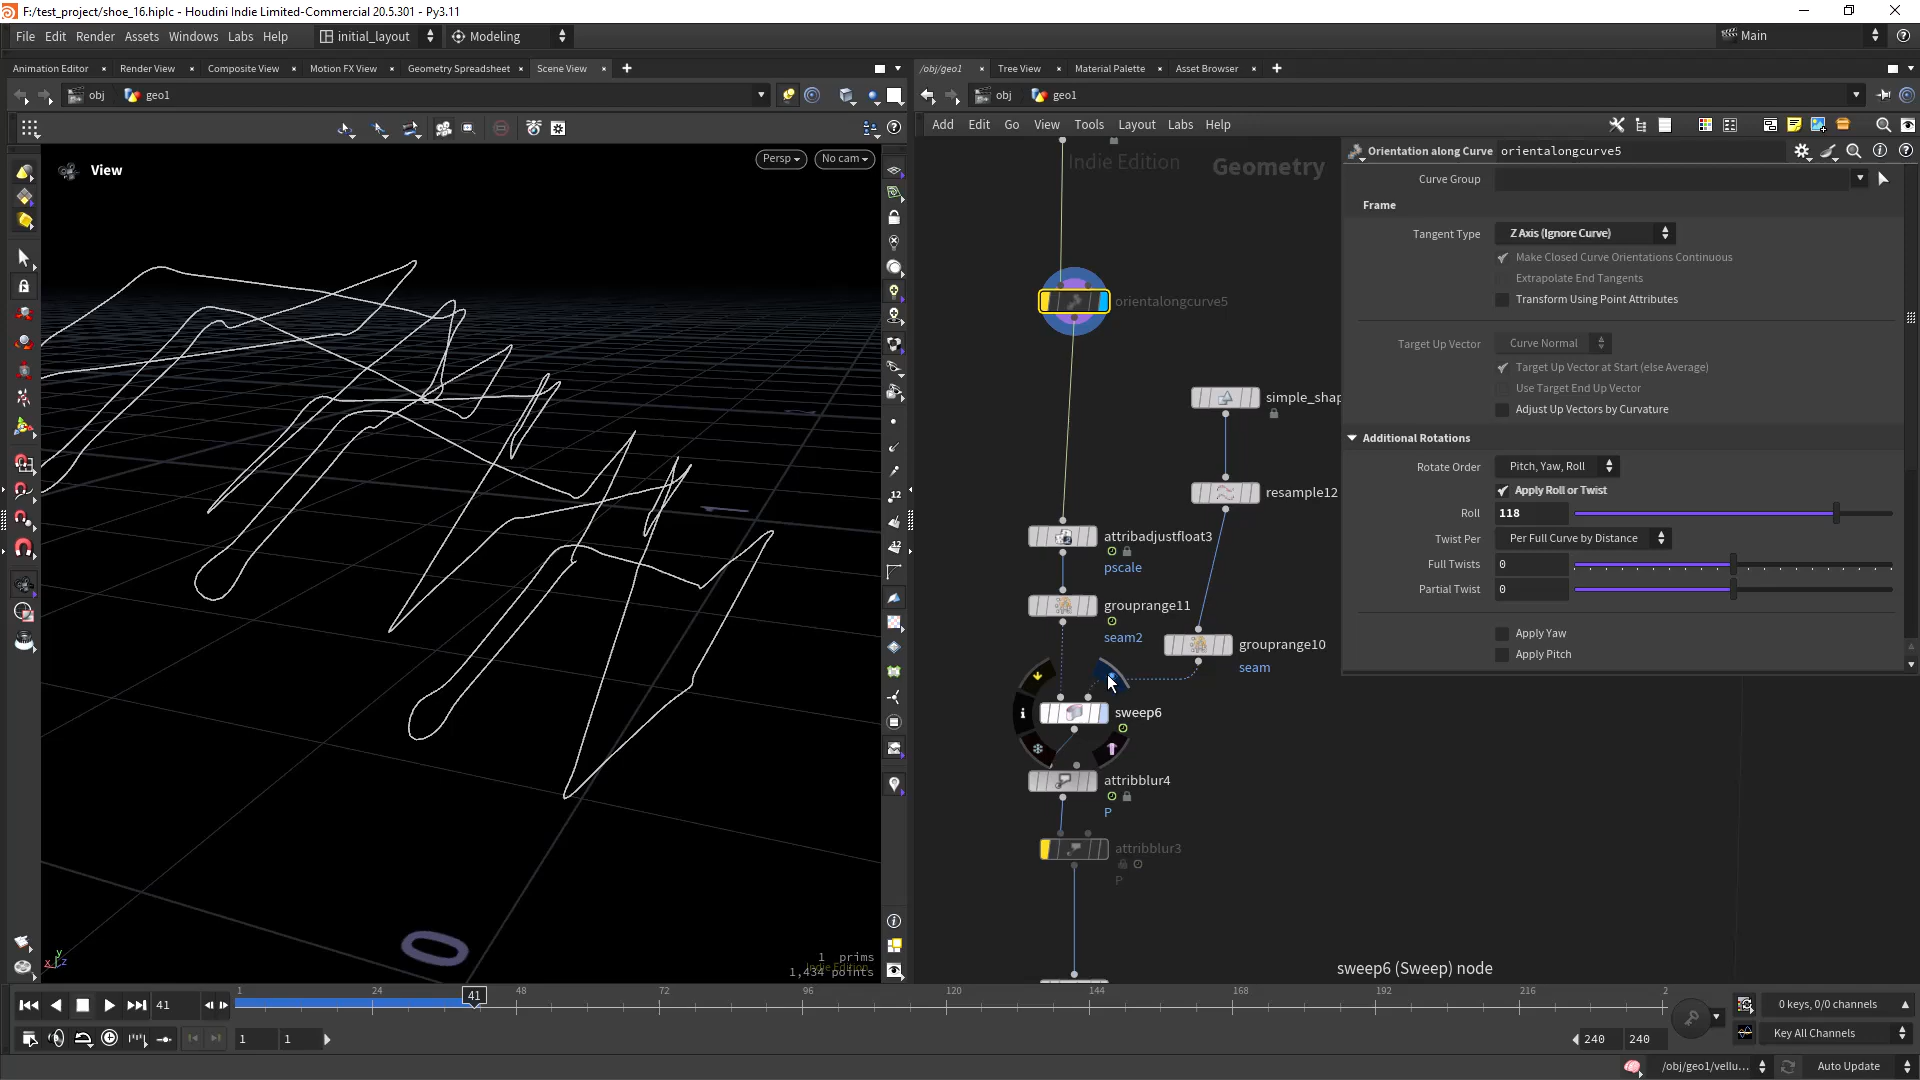 F:/test_project/shoe_16.hiplc - Houdini Indie Limited-Commercial 20.5.301 - Py3.11
File Edit Render Assets Windows Labs Help initial_layout Modeling Main
Animation Editor Render View Composite View Motion FX View Geometry Spreadsheet Scene View
/obj/geo1 Tree View Material Palette Asset Browser
obj geo1
obj geo1
Add Edit Go View Tools Layout Labs Help
View
Persp No cam
Indie Edition
Geometry
Orientation along Curve orientalongcurve5
Curve Group
Frame
Tangent Type Z Axis (Ignore Curve)
Make Closed Curve Orientations Continuous
Extrapolate End Tangents
Transform Using Point Attributes
Target Up Vector Curve Normal
Target Up Vector at Start (else Average)
Use Target End Up Vector
Adjust Up Vectors by Curvature
Additional Rotations
Rotate Order Pitch, Yaw, Roll
Apply Roll or Twist
Roll 118
Twist Per Per Full Curve by Distance
Full Twists 0
Partial Twist 0
Apply Yaw
Apply Pitch
orientalongcurve5
simple_shap
resample12
attribadjustfloat3
pscale
grouprange11
seam2
grouprange10
seam
sweep6
attribblur4
P
attribblur3
P
12
12
0
y
x z
1 prims
Indie Edition
1,434 points
sweep6 (Sweep) node
41
1 24 41 48 72 96 120 144 168 192 216 2
0 keys, 0/0 channels
1 1 240 240 Key All Channels
/obj/geo1/vellu... Auto Update